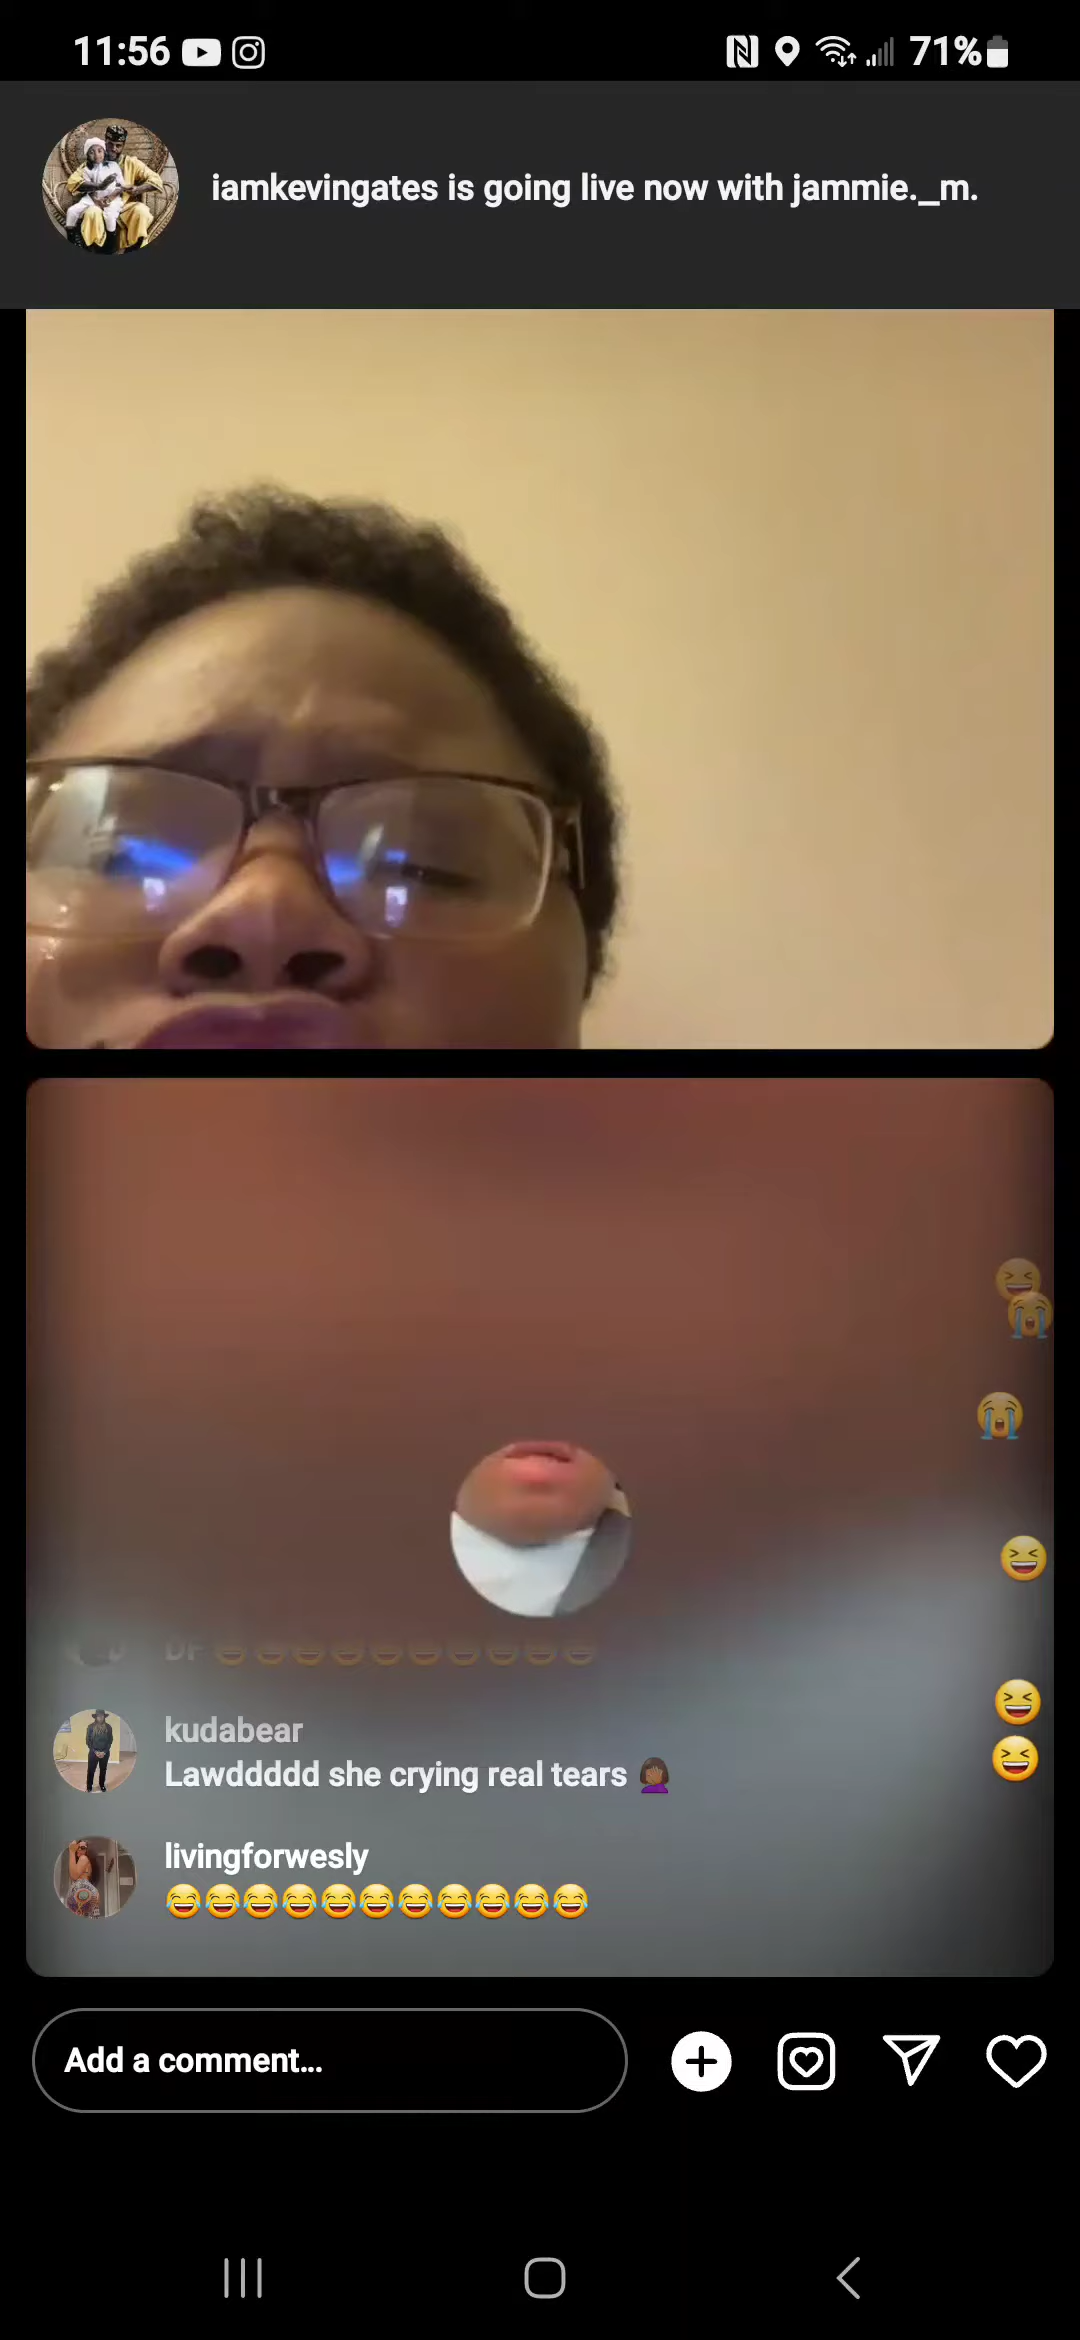 11:56
71%
iamkevingates is going live now with jammie._m.
DF 😆😆😆😆😆😆😆😆😆😆
kudabear
Lawddddd she crying real tears 🤦🏾‍♀️
livingforwesly
😂😂😂😂😂😂😂😂😂😂😂
Add a comment...